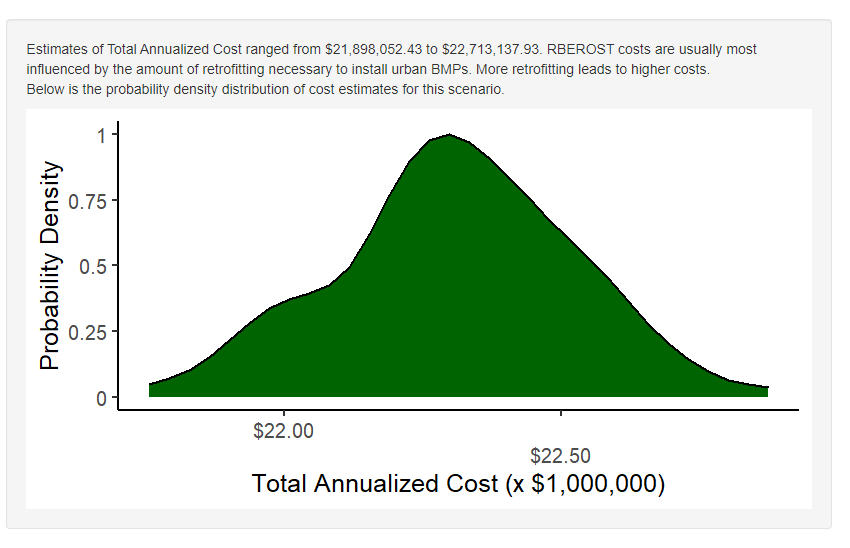 Estimates of Total Annualized Cost ranged from $21,898,052.43 to $22,713,137.93. RBEROST costs are usually most
influenced by the amount of retrofitting necessary to install urban BMPs. More retrofitting leads to higher costs.
Below is the probability density distribution of cost estimates for this scenario.
Probability Density
1
0.75
0.5
0.25
0
$22.00
$22.50
Total Annualized Cost (x $1,000,000)